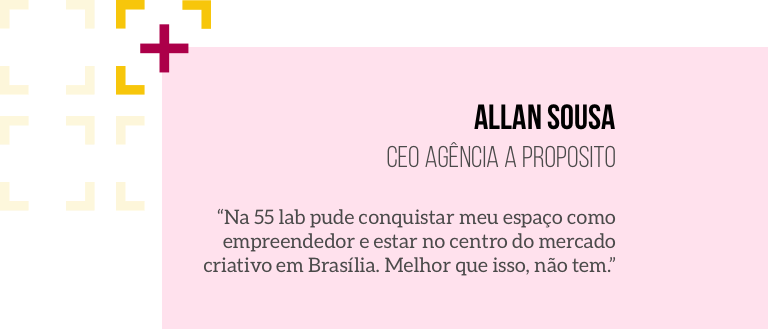 ALLAN SOUSA
CEO AGÊNCIA A PROPOSITO
“Na 55 lab pude conquistar meu espaço como
empreendedor e estar no centro do mercado
criativo em Brasília. Melhor que isso, não tem.”